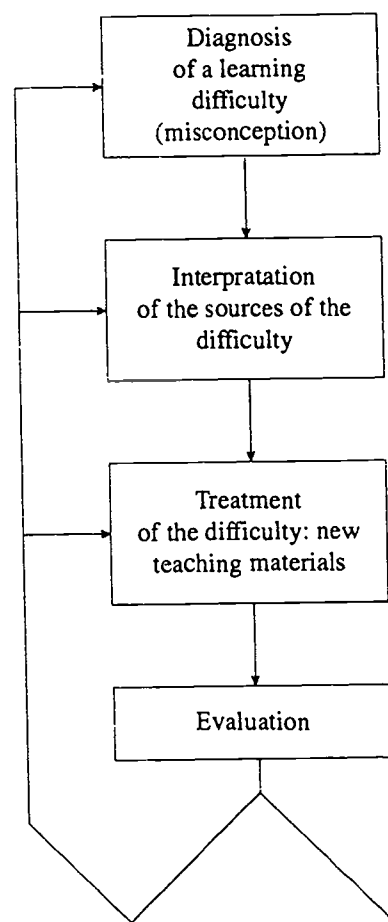 Diagnosis
of a learning
difficulty
(misconception)
Interpratation
of the sources of the
difficulty
Treatment
of the difficulty: new
teaching materials
Evaluation